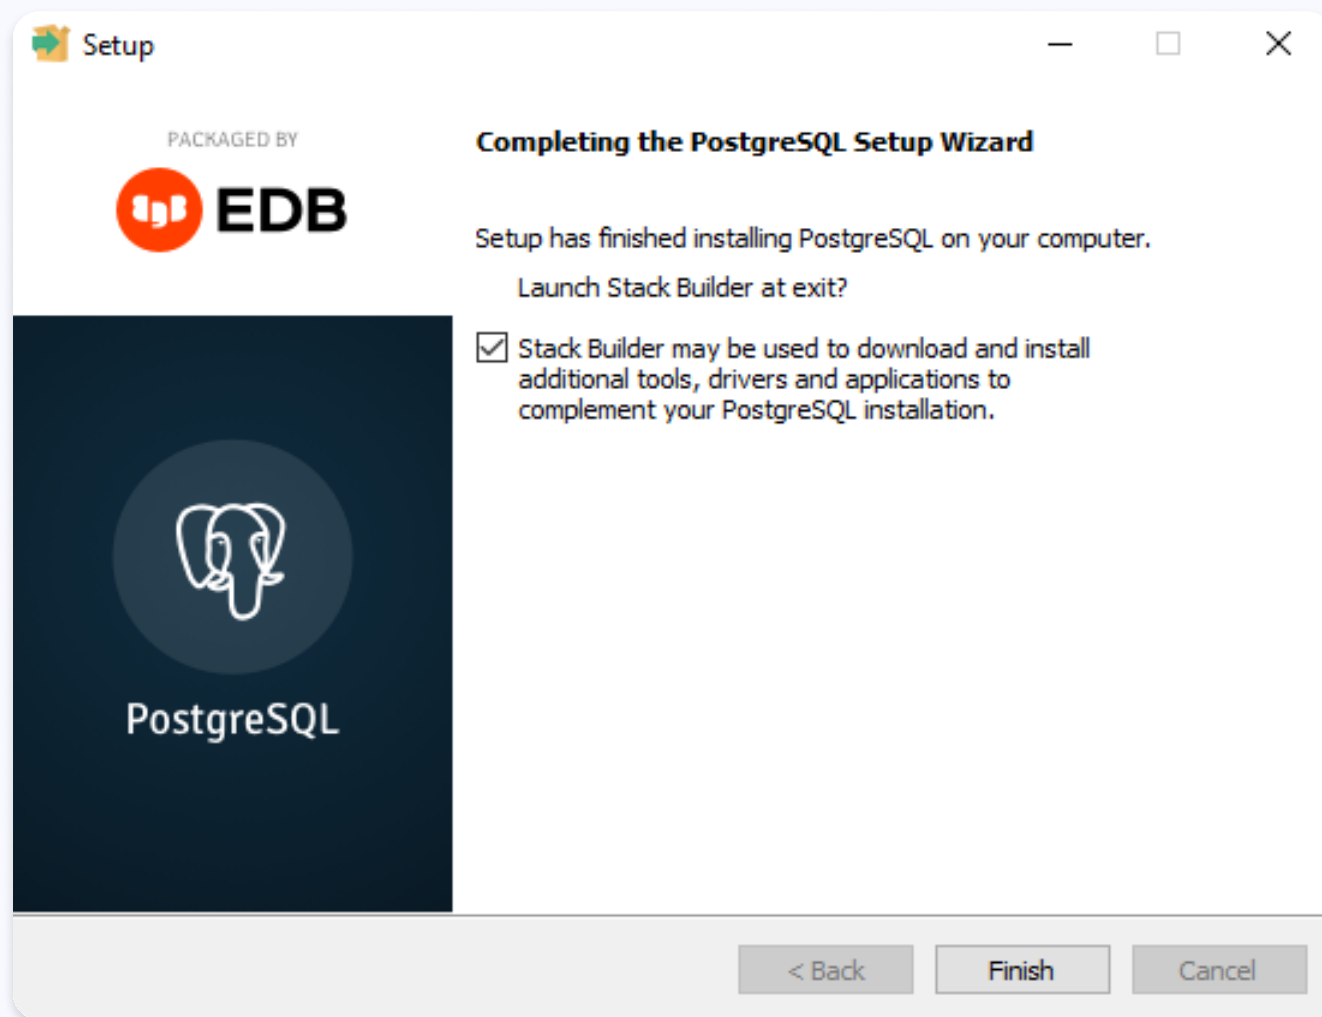 Setup
PACKAGED BY
EDB
Completing the PostgreSQL Setup Wizard
Setup has finished installing PostgreSQL on your computer.
Launch Stack Builder at exit?
Stack Builder may be used to download and install
additional tools, drivers and applications to
complement your PostgreSQL installation.
PostgreSQL
< Back
Finish
Cancel